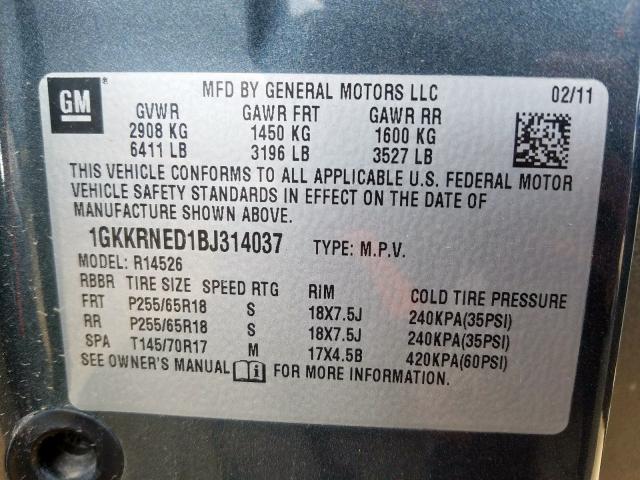 GM ®
MFD BY GENERAL MOTORS LLC 02/11
GVWR GAWR FRT GAWR RR
2908 KG 1450 KG 1600 KG
6411 LB 3196 LB 3527 LB
THIS VEHICLE CONFORMS TO ALL APPLICABLE U.S. FEDERAL MOTOR
VEHICLE SAFETY STANDARDS IN EFFECT ON THE DATE OF
MANUFACTURE SHOWN ABOVE.
1GKKRNED1BJ314037 TYPE: M.P.V.
MODEL: R14526
RBBR TIRE SIZE SPEED RTG RIM COLD TIRE PRESSURE
FRT P255/65R18 S 18X7.5J 240KPA(35PSI)
RR P255/65R18 S 18X7.5J 240KPA(35PSI)
SPA T145/70R17 M 17X4.5B 420KPA(60PSI)
SEE OWNER'S MANUAL i FOR MORE INFORMATION.